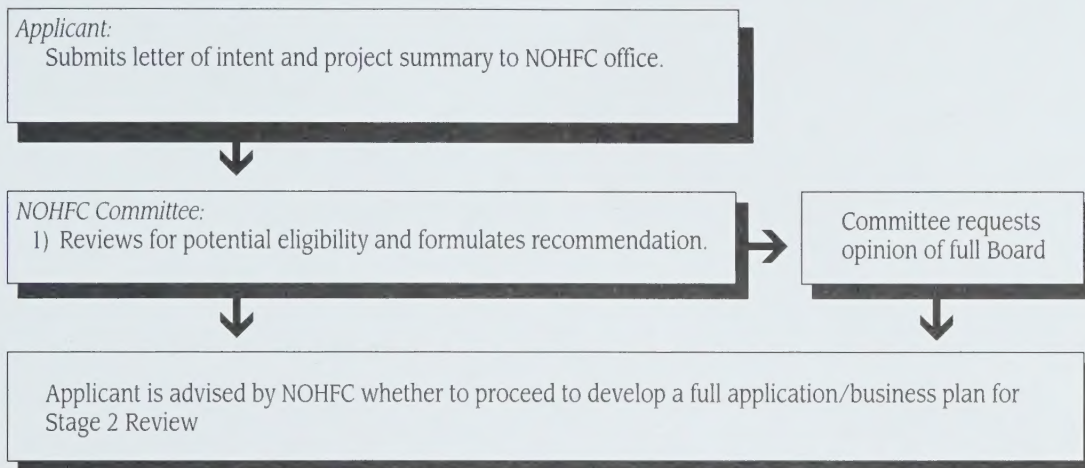 Applicant:
Submits letter of intent and project summary to NOHFC office.
NOHFC Committee:
1) Reviews for potential eligibility and formulates recommendation.
Committee requests
opinion of full Board
Applicant is advised by NOHFC whether to proceed to develop a full application/business plan for
Stage 2 Review